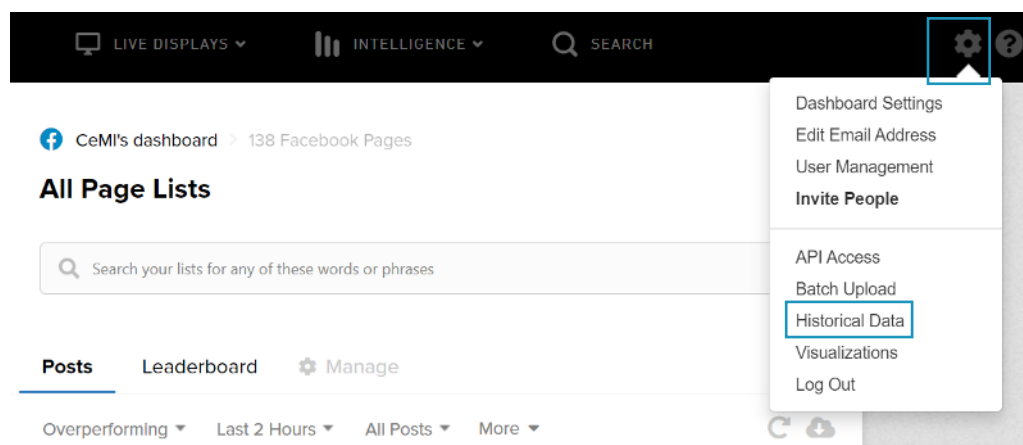 LIVE DISPLAYS INTELLIGENCE SEARCH
CeMI's dashboard > 138 Facebook Pages
All Page Lists
Search your lists for any of these words or phrases
Posts Leaderboard Manage
Overperforming Last 2 Hours All Posts More
Dashboard Settings
Edit Email Address
User Management
Invite People
API Access
Batch Upload
Historical Data
Visualizations
Log Out